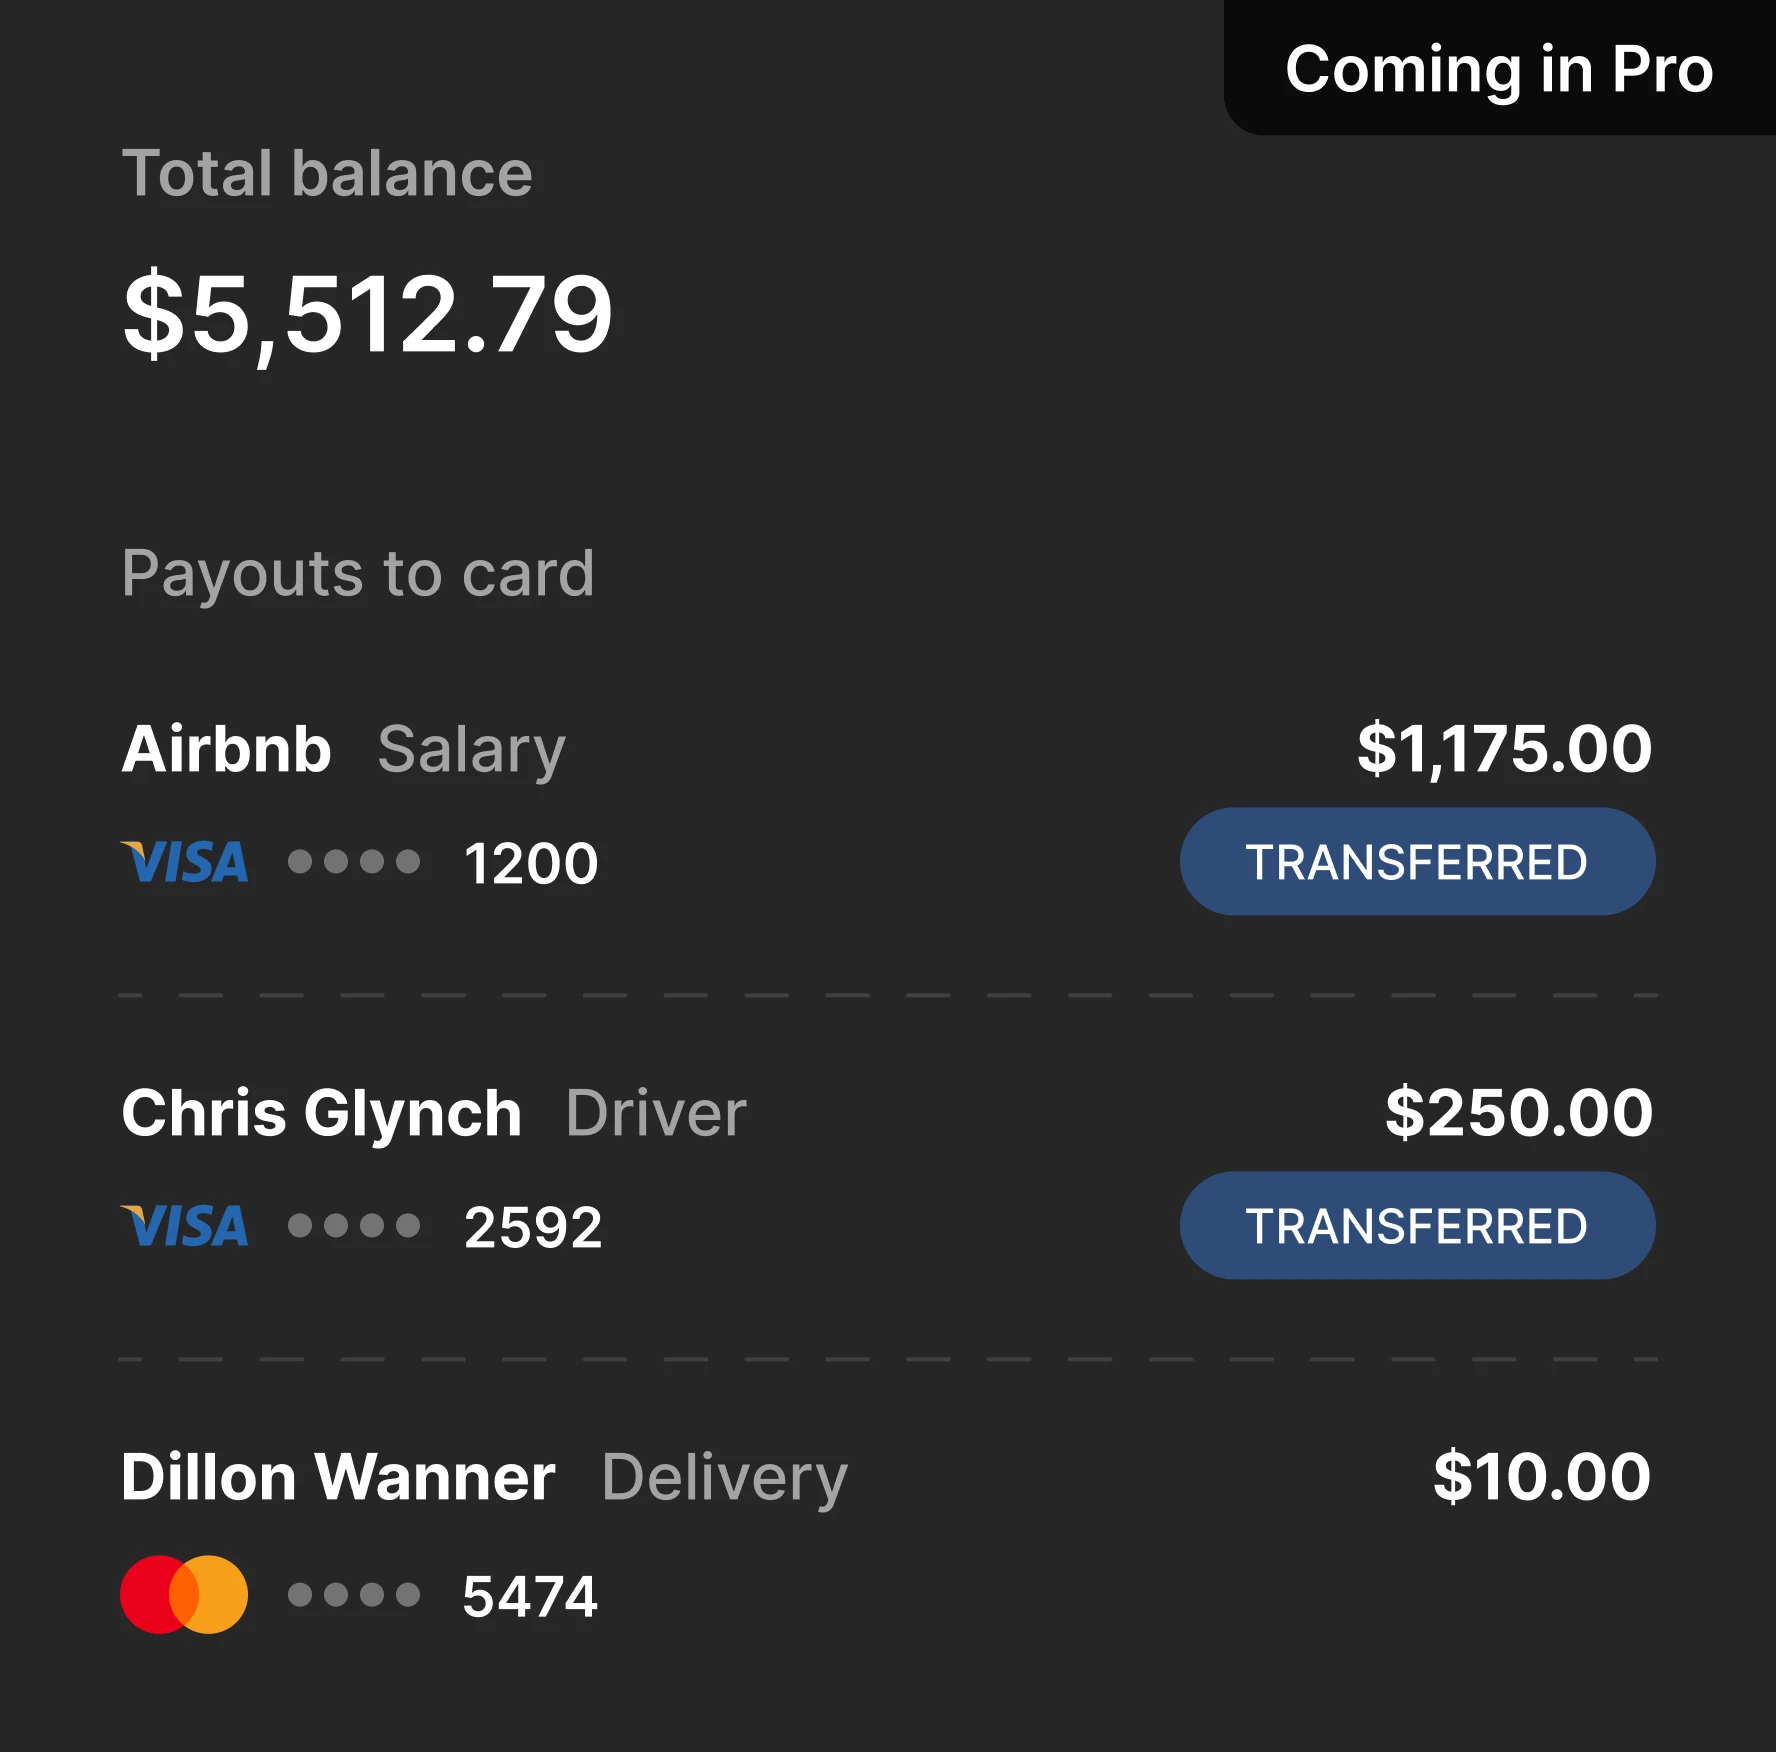 Coming in Pro
Total balance
$5,512.79
Payouts to card
Airbnb Salary $1,175.00
VISA •••• 1200 TRANSFERRED
Chris Glynch Driver $250.00
VISA •••• 2592 TRANSFERRED
Dillon Wanner Delivery $10.00
•••• 5474